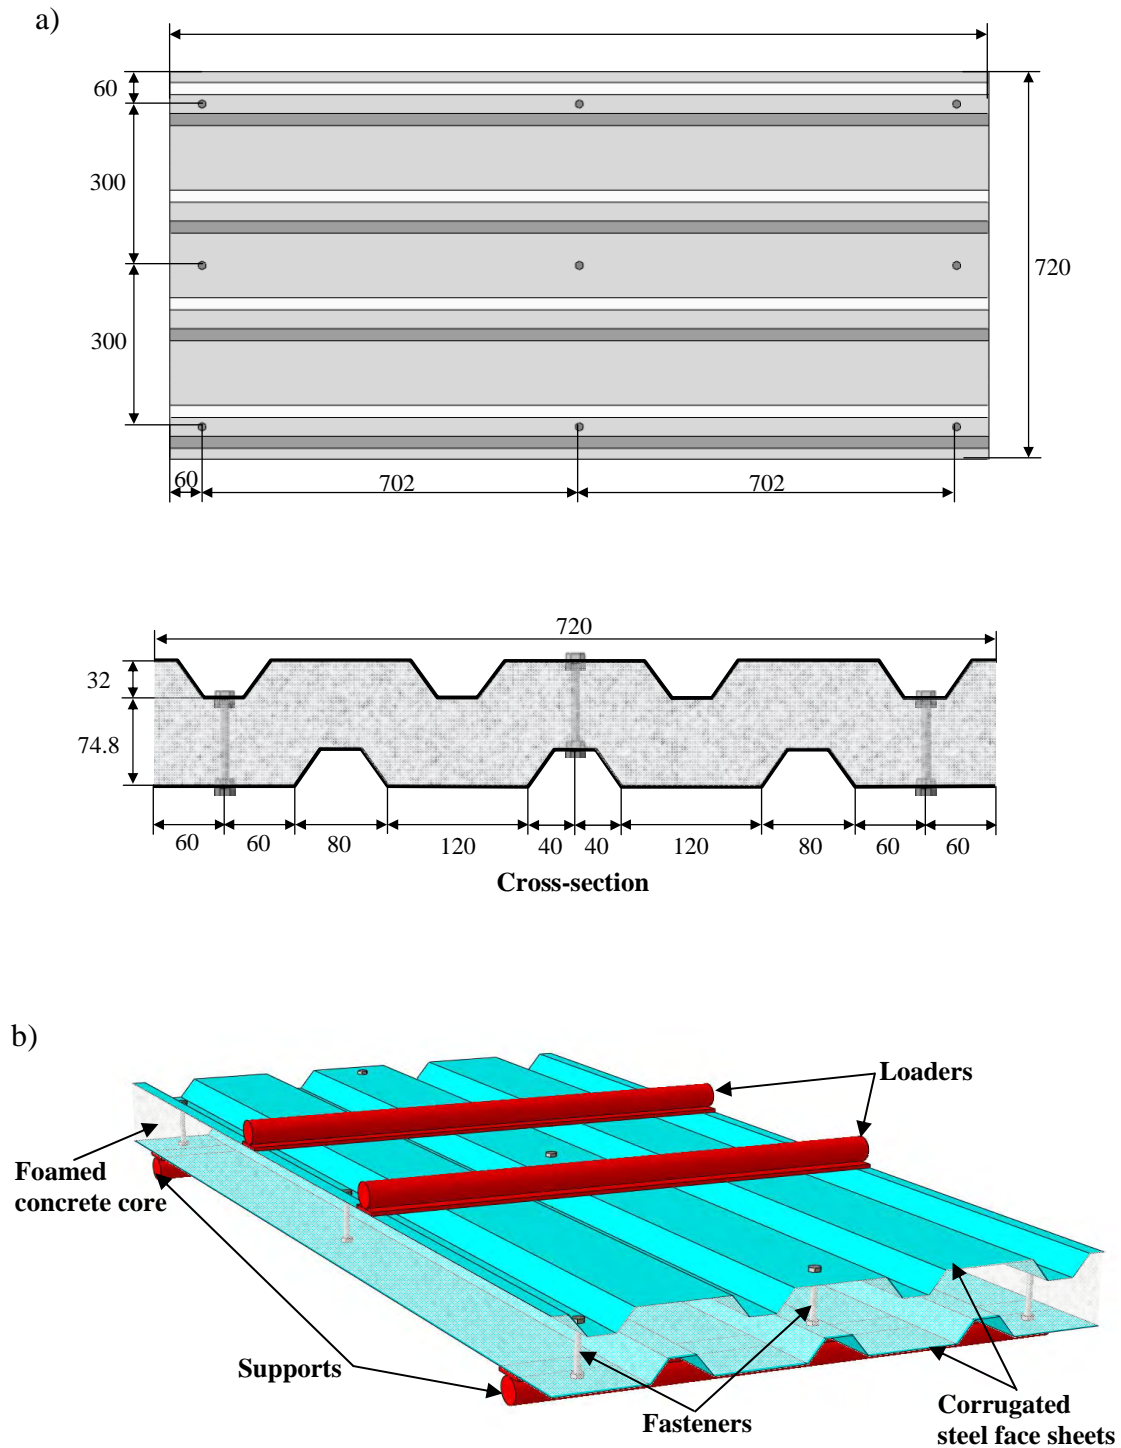 a)
60
300
300
720
60
702
702
720
32
74.8
60
60
80
120
40
40
120
80
60
60
Cross-section
b)
Loaders
Foamed
concrete core
Supports
Fasteners
Corrugated
steel face sheets